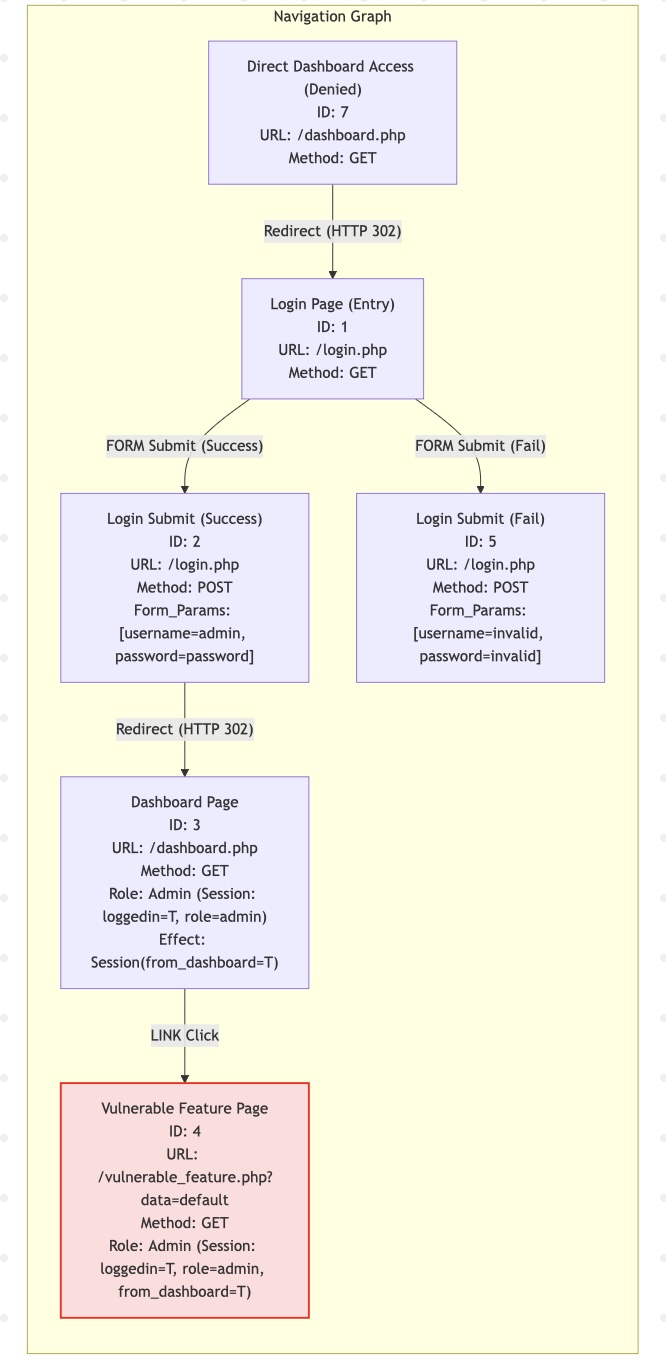 Navigation Graph
Direct Dashboard Access
(Denied)
ID: 7
URL: /dashboard.php
Method: GET
Redirect (HTTP 302)
Login Page (Entry)
ID: 1
URL: /login.php
Method: GET
FORM Submit (Success)
FORM Submit (Fail)
Login Submit (Success)
ID: 2
URL: /login.php
Method: POST
Form_Params:
[username=admin,
password=password]
Login Submit (Fail)
ID: 5
URL: /login.php
Method: POST
Form_Params:
[username=invalid,
password=invalid]
Redirect (HTTP 302)
Dashboard Page
ID: 3
URL: /dashboard.php
Method: GET
Role: Admin (Session:
loggedin=T, role=admin)
Effect:
Session(from_dashboard=T)
LINK Click
Vulnerable Feature Page
ID: 4
URL:
/vulnerable_feature.php?
data=default
Method: GET
Role: Admin (Session:
loggedin=T, role=admin,
from_dashboard=T)